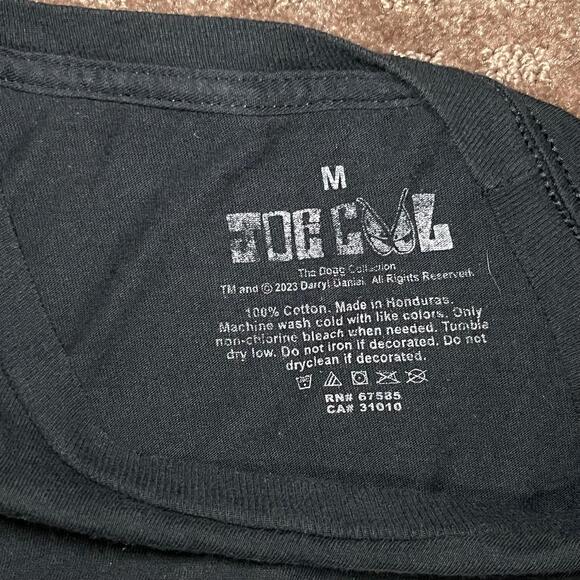 M
JOE COOL
The Dogg Collection
TM and © 2023 Darryl Daniel. All Rights Reserved.
100% Cotton. Made in Honduras.
Machine wash cold with like colors. Only
non-chlorine bleach when needed. Tumble
dry low. Do not iron if decorated. Do not
dryclean if decorated.
RN# 67585
CA# 31010